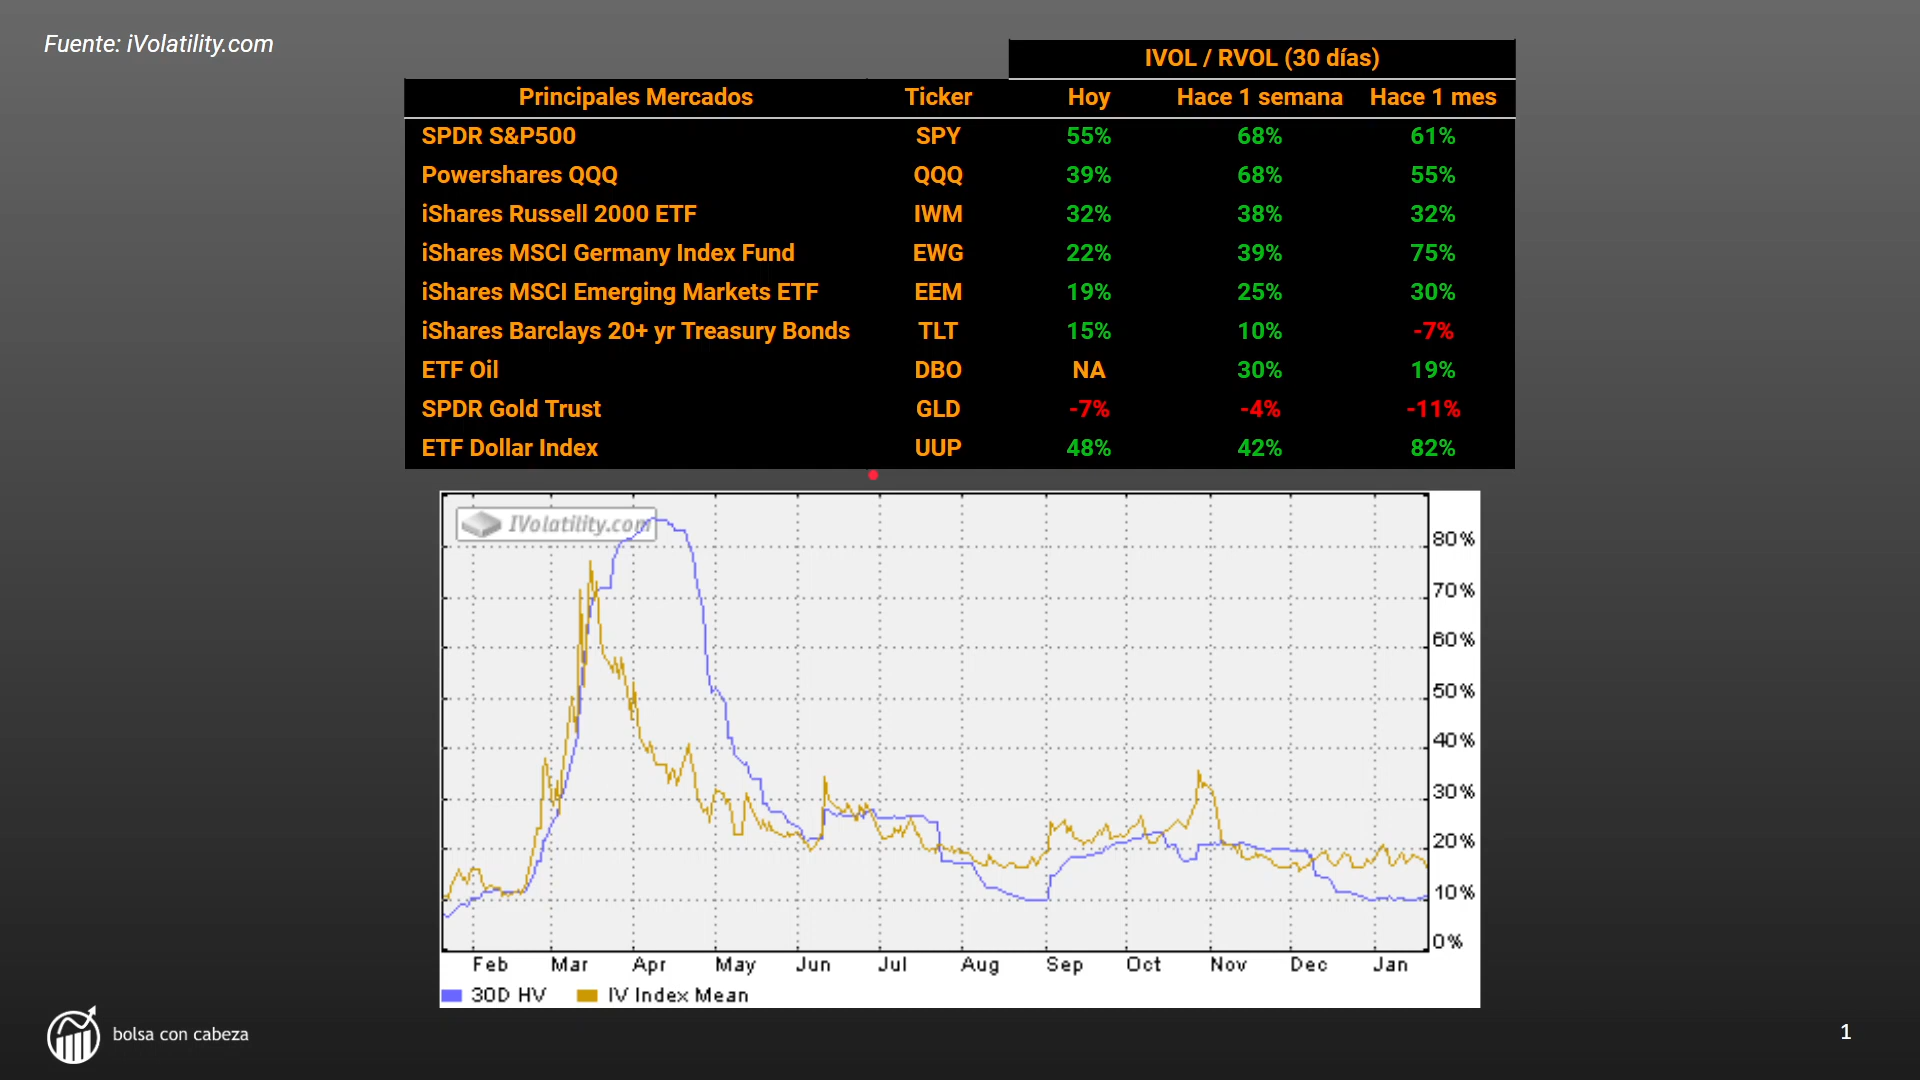 Fuente: iVolatility.com
IVOL / RVOL (30 días)
Principales Mercados Ticker Hoy Hace 1 semana Hace 1 mes
SPDR S&P500 SPY 55% 68% 61%
Powershares QQQ QQQ 39% 68% 55%
iShares Russell 2000 ETF IWM 32% 38% 32%
iShares MSCI Germany Index Fund EWG 22% 39% 75%
iShares MSCI Emerging Markets ETF EEM 19% 25% 30%
iShares Barclays 20+ yr Treasury Bonds TLT 15% 10% -7%
ETF Oil DBO NA 30% 19%
SPDR Gold Trust GLD -7% -4% -11%
ETF Dollar Index UUP 48% 42% 82%
IVolatility.com
80%
70%
60%
50%
40%
30%
20%
10%
0%
Feb Mar Apr May Jun Jul Aug Sep Oct Nov Dec Jan
30D HV IV Index Mean
bolsa con cabeza
1